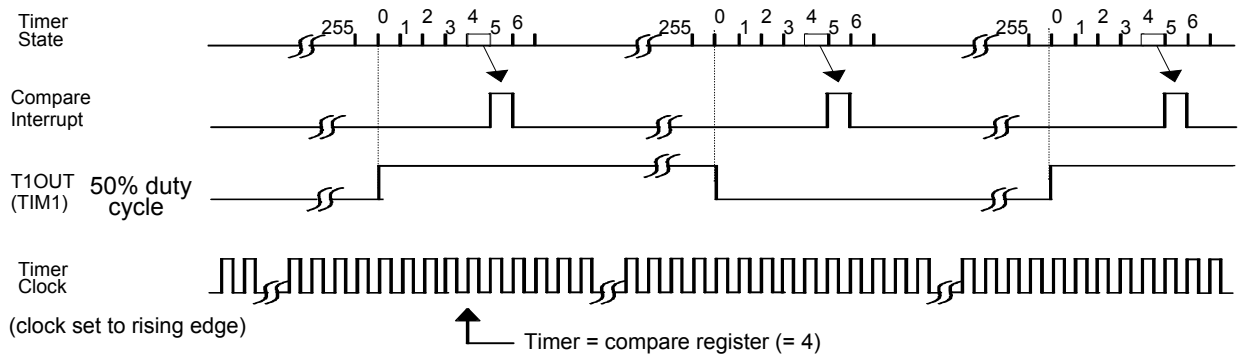 Timer
State
255 0 1 2 3 4 5 6 255 0 1 2 3 4 5 6 255 0 1 2 3 4 5 6
Compare
Interrupt
T1OUT
(TIM1)
50% duty
cycle
Timer
Clock
(clock set to rising edge)
Timer = compare register (= 4)